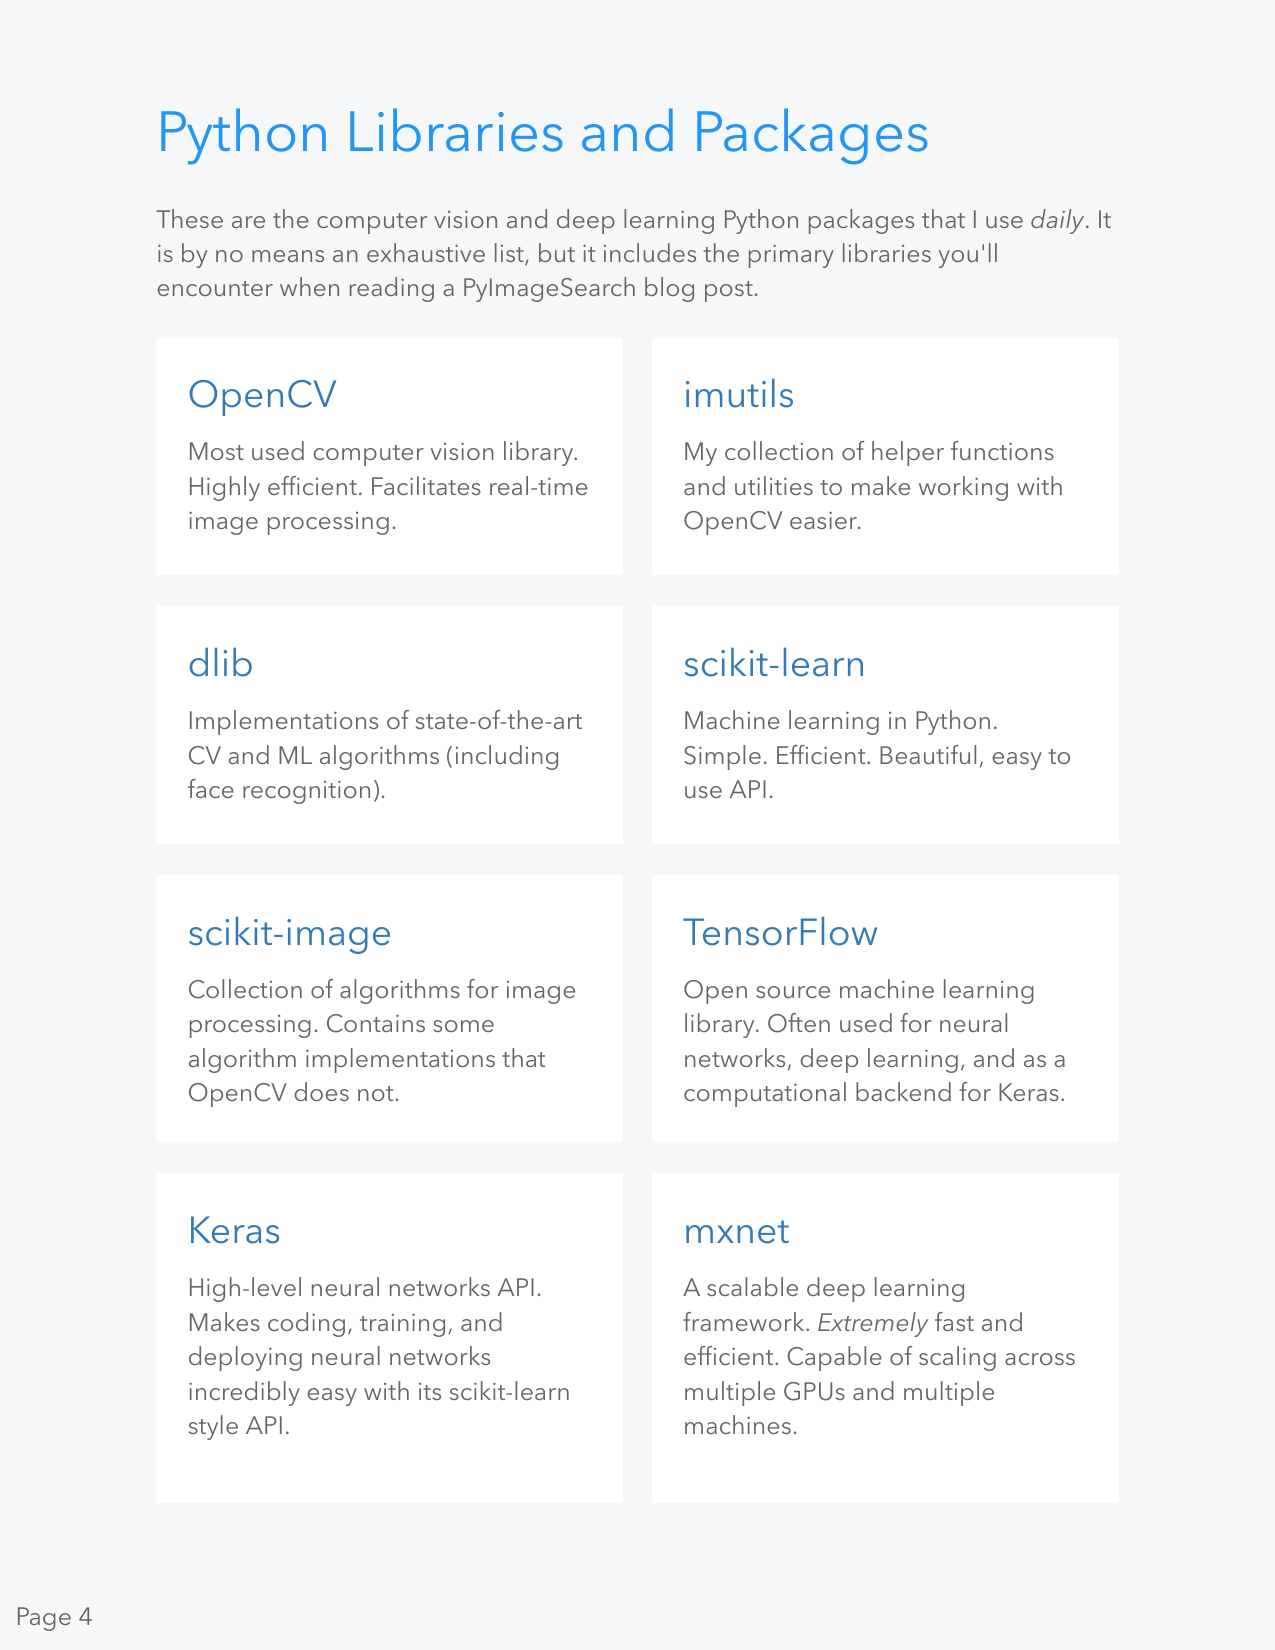 Python Libraries and Packages
These are the computer vision and deep learning Python packages that I use daily. It
is by no means an exhaustive list, but it includes the primary libraries you'll
encounter when reading a PyImageSearch blog post.
OpenCV
Most used computer vision library.
Highly efficient. Facilitates real-time
image processing.
imutils
My collection of helper functions
and utilities to make working with
OpenCV easier.
dlib
Implementations of state-of-the-art
CV and ML algorithms (including
face recognition).
scikit-learn
Machine learning in Python.
Simple. Efficient. Beautiful, easy to
use API.
scikit-image
Collection of algorithms for image
processing. Contains some
algorithm implementations that
OpenCV does not.
TensorFlow
Open source machine learning
library. Often used for neural
networks, deep learning, and as a
computational backend for Keras.
Keras
High-level neural networks API.
Makes coding, training, and
deploying neural networks
incredibly easy with its scikit-learn
style API.
mxnet
A scalable deep learning
framework. Extremely fast and
efficient. Capable of scaling across
multiple GPUs and multiple
machines.
Page 4